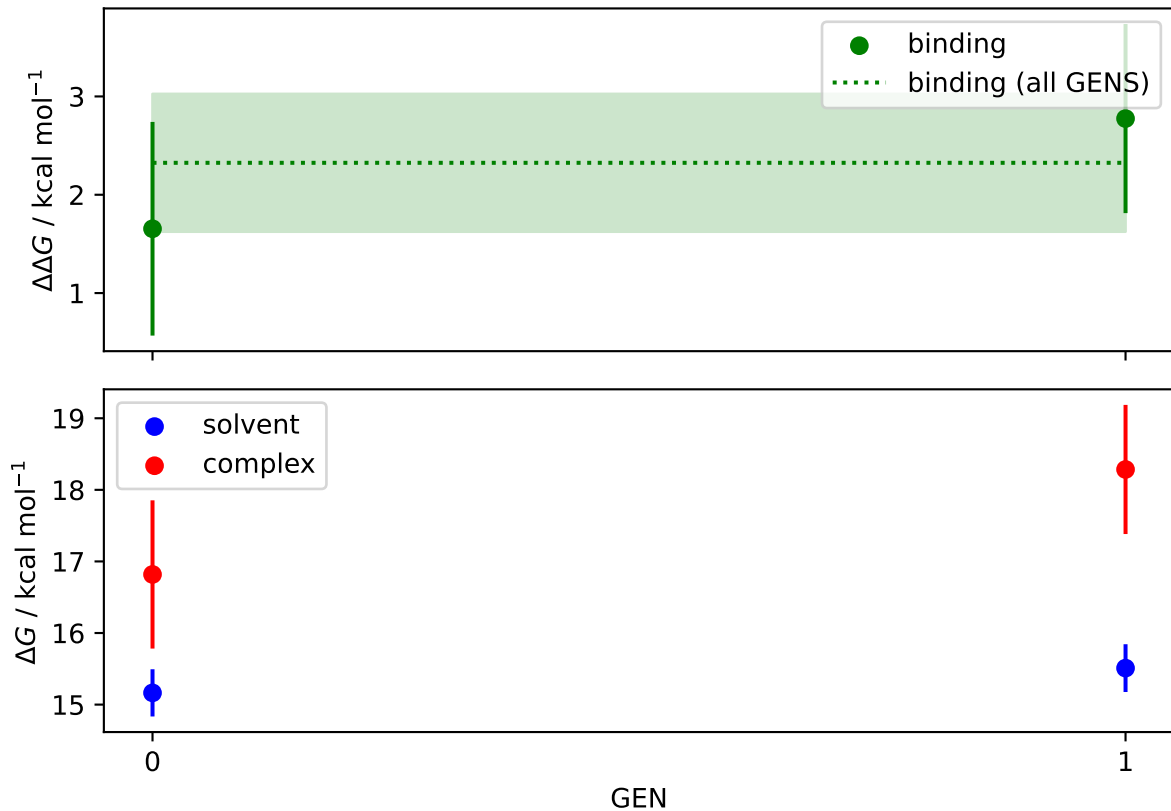 binding
binding (all GENS)
3
2
1
ΔΔG / kcal mol⁻¹
solvent
complex
19
18
17
16
15
ΔG / kcal mol⁻¹
0
1
GEN